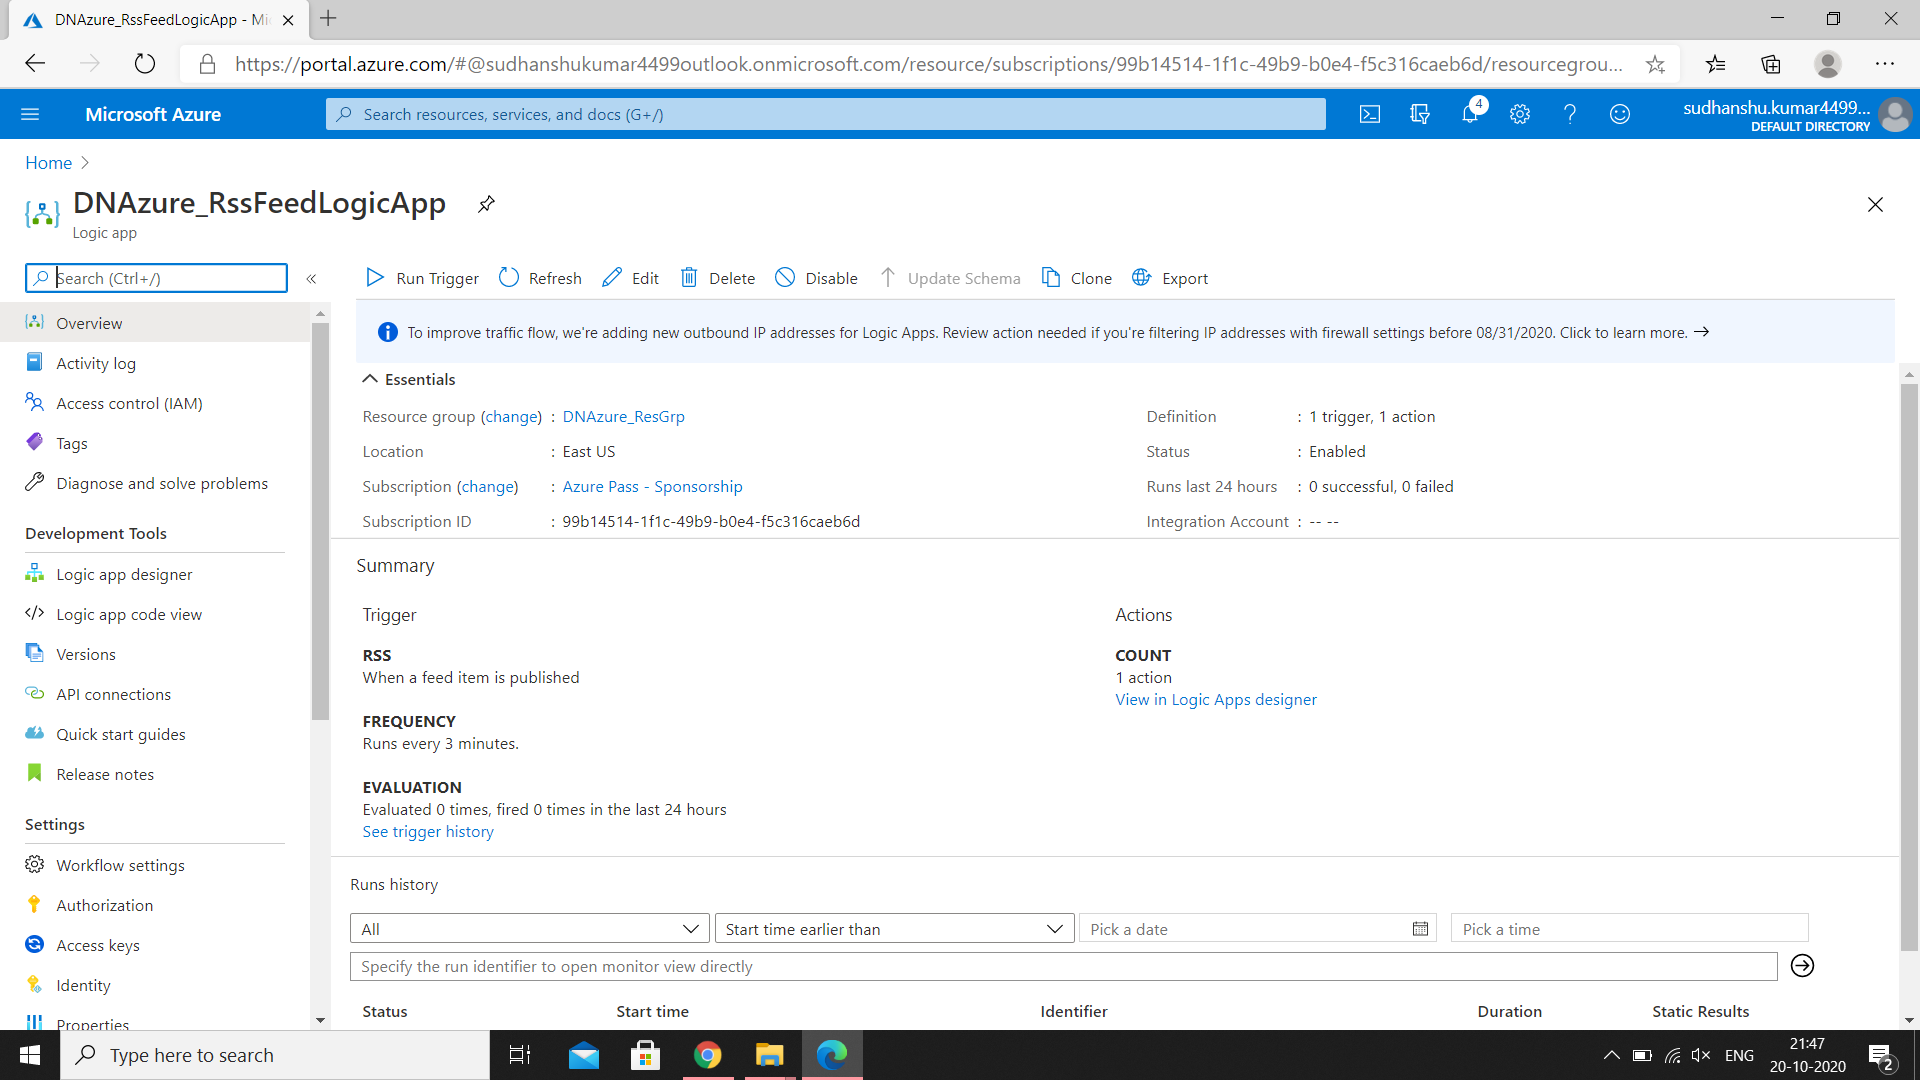 DNAzure_RssFeedLogicApp - Mi
https://portal.azure.com/#@sudhanshukumar4499outlook.onmicrosoft.com/resource/subscriptions/99b14514-1f1c-49b9-b0e4-f5c316caeb6d/resourcegrou...
Microsoft Azure
Search resources, services, and docs (G+/)
4
sudhanshu.kumar4499...
DEFAULT DIRECTORY
Home
DNAzure_RssFeedLogicApp
Logic app
Search (Ctrl+/)
«
Run Trigger
Refresh
Edit
Delete
Disable
Update Schema
Clone
Export
Overview
Activity log
Access control (IAM)
Tags
Diagnose and solve problems
Development Tools
Logic app designer
Logic app code view
Versions
API connections
Quick start guides
Release notes
Settings
Workflow settings
Authorization
Access keys
Identity
Properties
To improve traffic flow, we're adding new outbound IP addresses for Logic Apps. Review action needed if you're filtering IP addresses with firewall settings before 08/31/2020. Click to learn more. →
Essentials
Resource group (change) : DNAzure_ResGrp
Location : East US
Subscription (change) : Azure Pass - Sponsorship
Subscription ID : 99b14514-1f1c-49b9-b0e4-f5c316caeb6d
Definition : 1 trigger, 1 action
Status : Enabled
Runs last 24 hours : 0 successful, 0 failed
Integration Account : -- --
Summary
Trigger
RSS
When a feed item is published
FREQUENCY
Runs every 3 minutes.
EVALUATION
Evaluated 0 times, fired 0 times in the last 24 hours
See trigger history
Actions
COUNT
1 action
View in Logic Apps designer
Runs history
All
Start time earlier than
Pick a date
Pick a time
Specify the run identifier to open monitor view directly
Status
Start time
Identifier
Duration
Static Results
Type here to search
ENG
21:47
20-10-2020
2